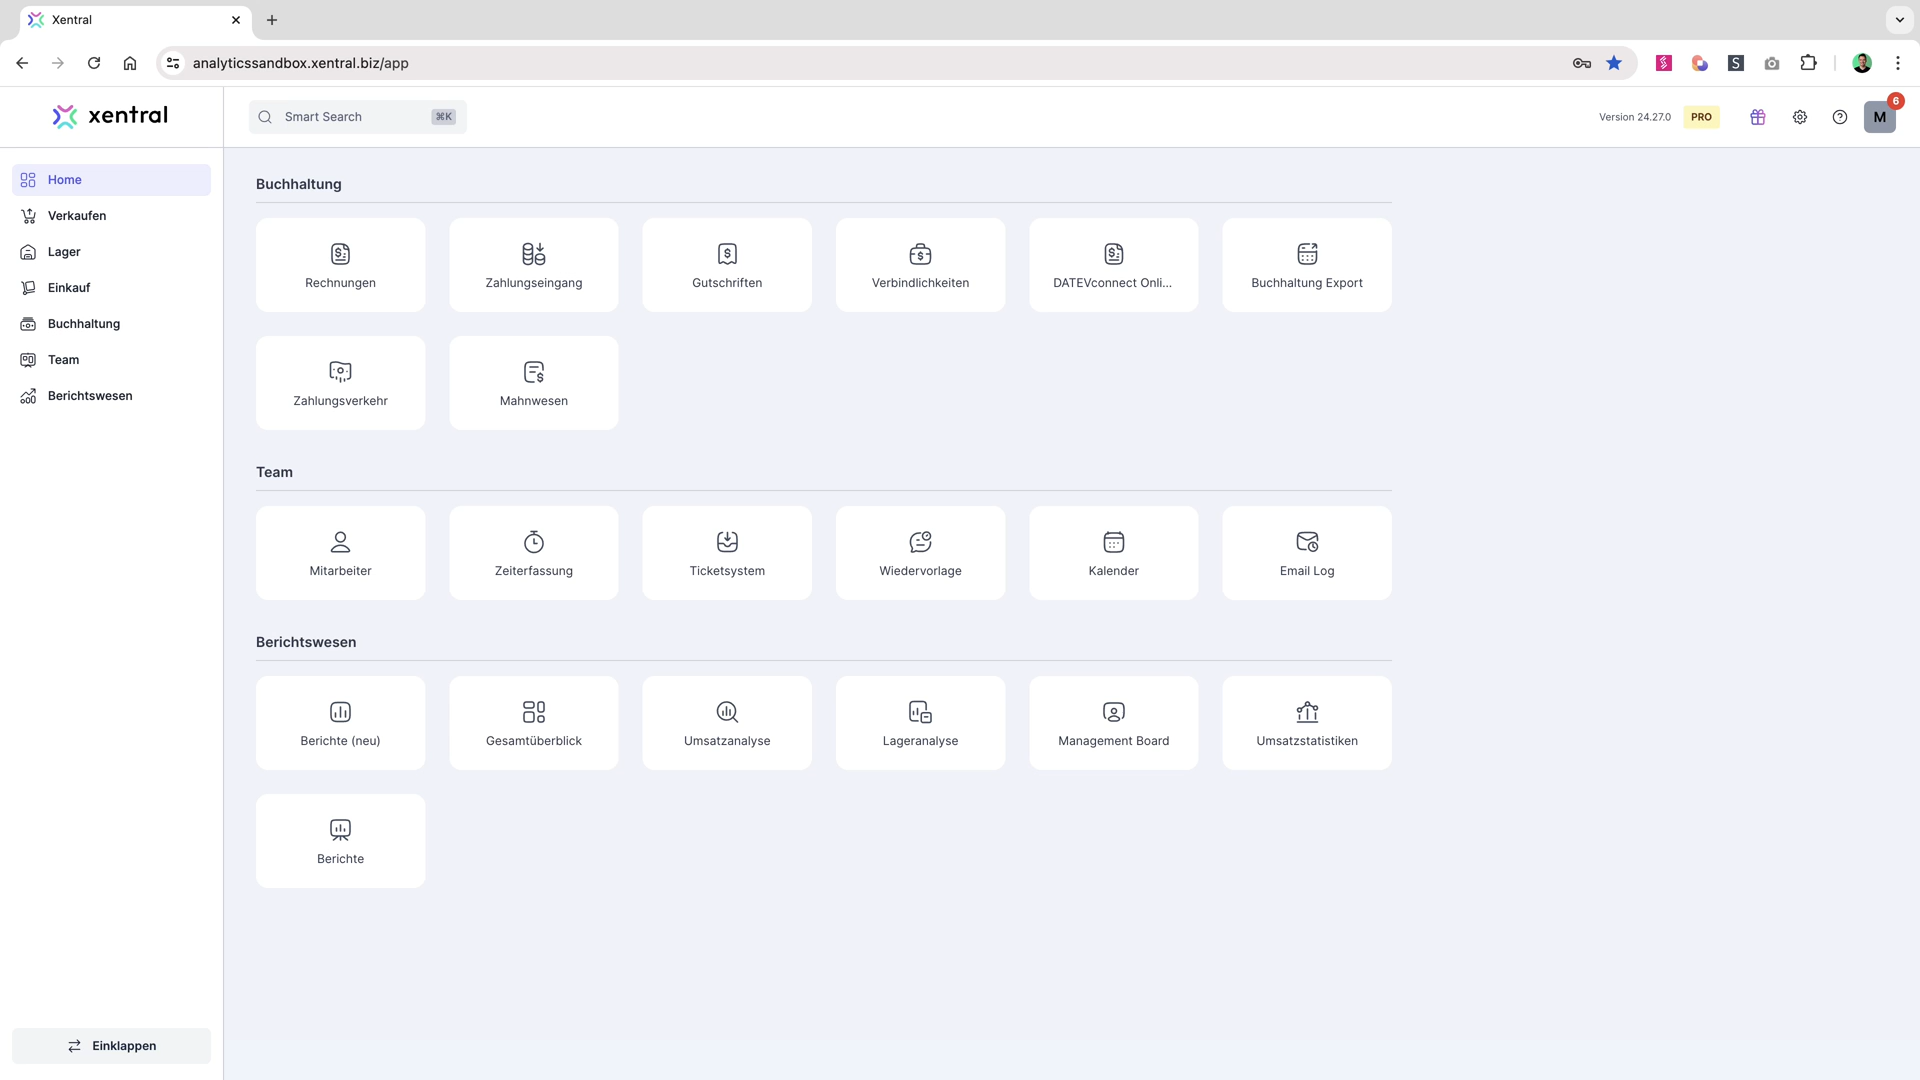 Xentral
analyticssandbox.xentral.biz/app
S
xentral
Smart Search
⌘K
Version 24.27.0
PRO
M
6
Home
Verkaufen
Lager
Einkauf
Buchhaltung
Team
Berichtswesen
Einklappen
Buchhaltung
Rechnungen
Zahlungseingang
Gutschriften
Verbindlichkeiten
DATEVconnect Onli...
Buchhaltung Export
Zahlungsverkehr
Mahnwesen
Team
Mitarbeiter
Zeiterfassung
Ticketsystem
Wiedervorlage
Kalender
Email Log
Berichtswesen
Berichte (neu)
Gesamtüberblick
Umsatzanalyse
Lageranalyse
Management Board
Umsatzstatistiken
Berichte